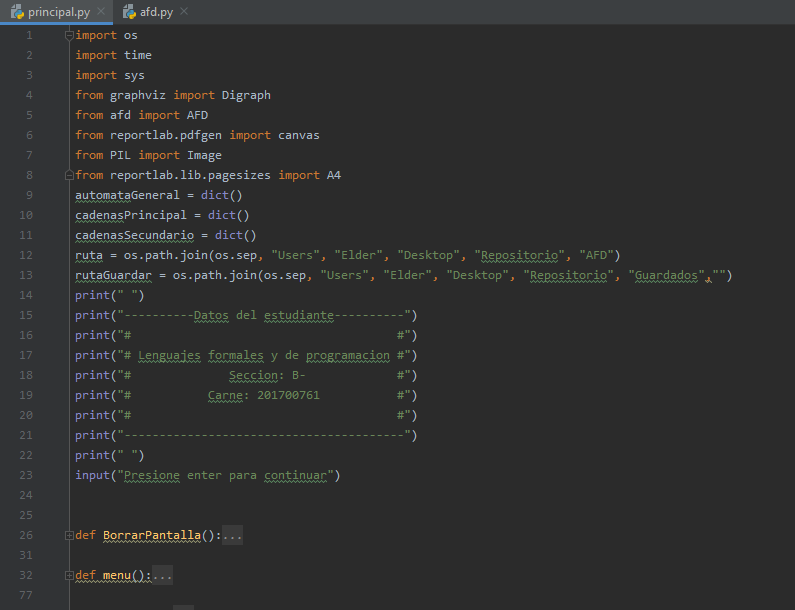 principal.py × afd.py ×
1 import os
2 import time
3 import sys
4 from graphviz import Digraph
5 from afd import AFD
6 from reportlab.pdfgen import canvas
7 from PIL import Image
8 from reportlab.lib.pagesizes import A4
9 automataGeneral = dict()
10 cadenasPrincipal = dict()
11 cadenasSecundario = dict()
12 ruta = os.path.join(os.sep, "Users", "Elder", "Desktop", "Repositorio", "AFD")
13 rutaGuardar = os.path.join(os.sep, "Users", "Elder", "Desktop", "Repositorio", "Guardados","")
14 print(" ")
15 print("----------Datos del estudiante----------")
16 print("#                                      #")
17 print("# Lenguajes formales y de programacion #")
18 print("#              Seccion: B-             #")
19 print("#           Carne: 201700761           #")
20 print("#                                      #")
21 print("----------------------------------------")
22 print(" ")
23 input("Presione enter para continuar")
24
25
26 def BorrarPantalla():...
31
32 def menu():...
77